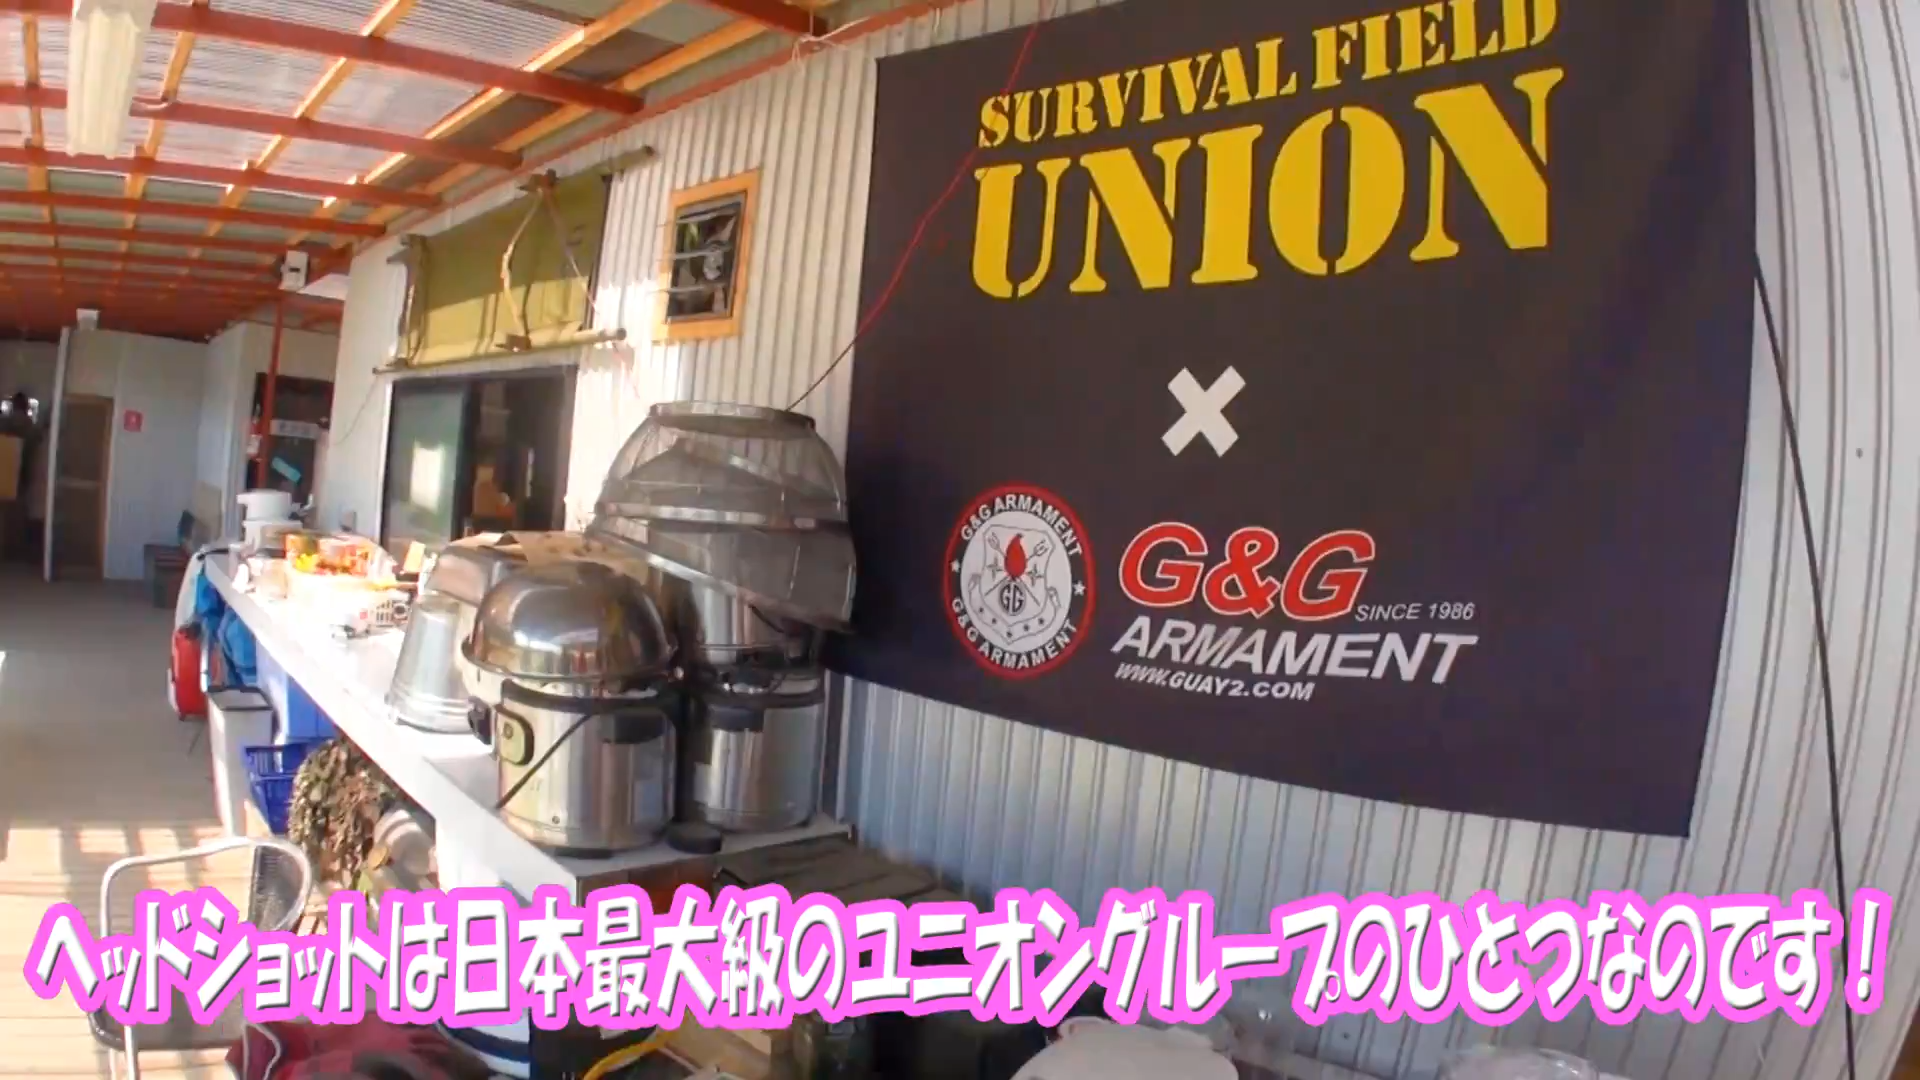 SURVIVAL FIELD
UNION
×
G&G ARMAMENT
GG
G&G ARMAMENT
G&G
SINCE 1986
ARMAMENT
WWW.GUAY2.COM
ヘッドショットは日本最大級のユニオングループのひとつなのです！